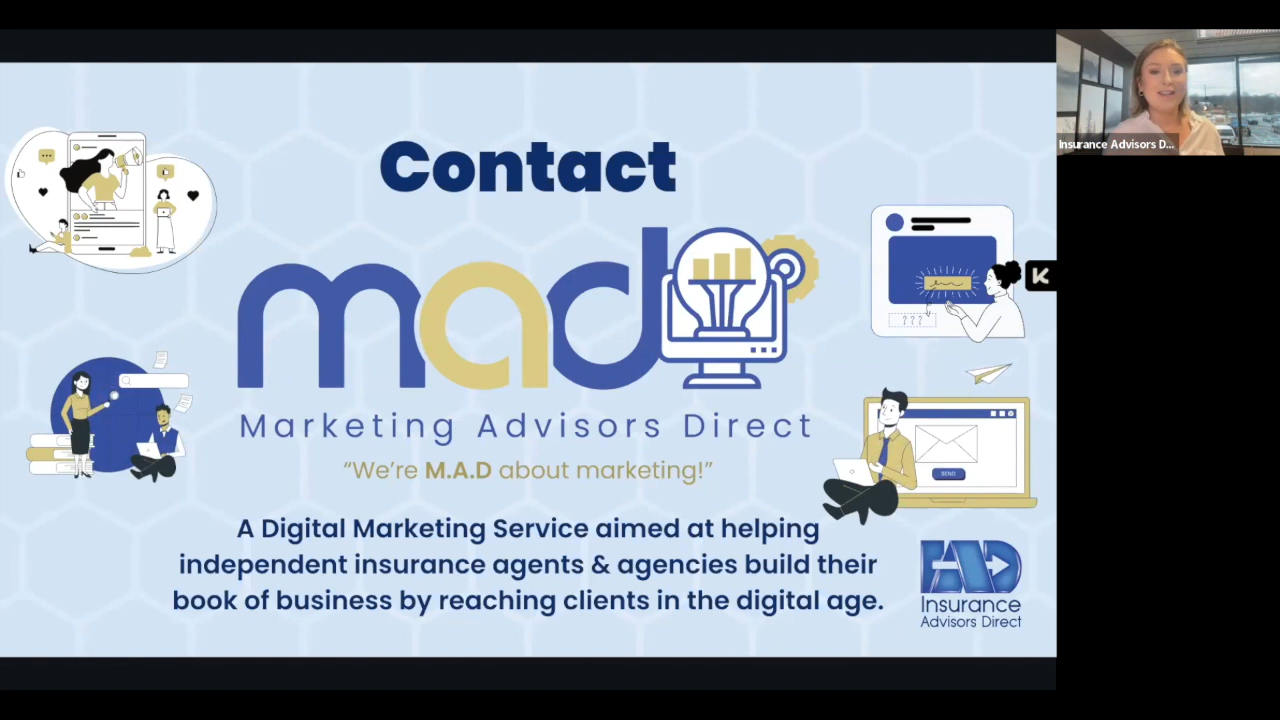 Contact
mad
Marketing Advisors Direct
“We’re M.A.D about marketing!”
A Digital Marketing Service aimed at helping
independent insurance agents & agencies build their
book of business by reaching clients in the digital age.
???
SEND
IAD
Insurance
Advisors Direct
Insurance Advisors D...
K